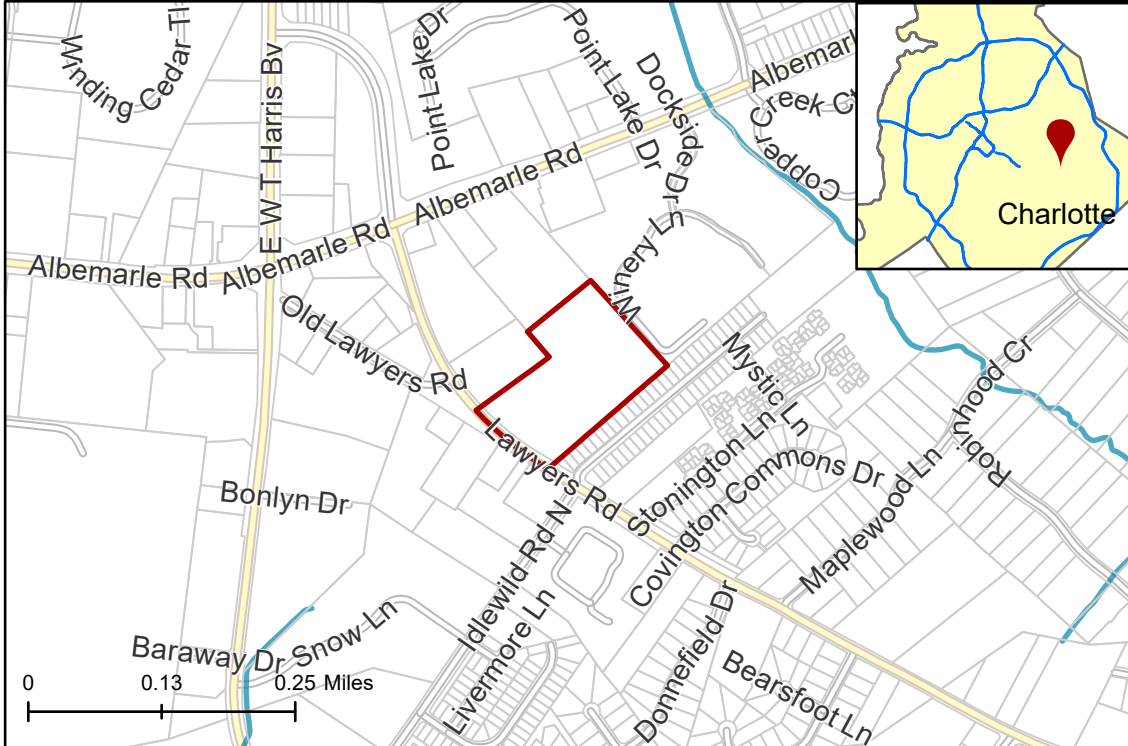 Winding Cedar Tl
E W T Harris Bv
Point Lake Dr
Point Lake Dr
Dockside Dr
Albemarl
Copper Creek Ct
Charlotte
Albemarle Rd
Albemarle Rd
Albemarle Rd
Winery Ln
Old Lawyers Rd
Mystic Ln
Robinhood Cr
Lawyers Rd
Stonington Ln
Covington Commons Dr
Maplewood Ln
Bonlyn Dr
Idlewild Rd N
Livermore Ln
Snow Ln
Baraway Dr
Donnefield Dr
Bearsfoot Ln
0 0.13 0.25 Miles